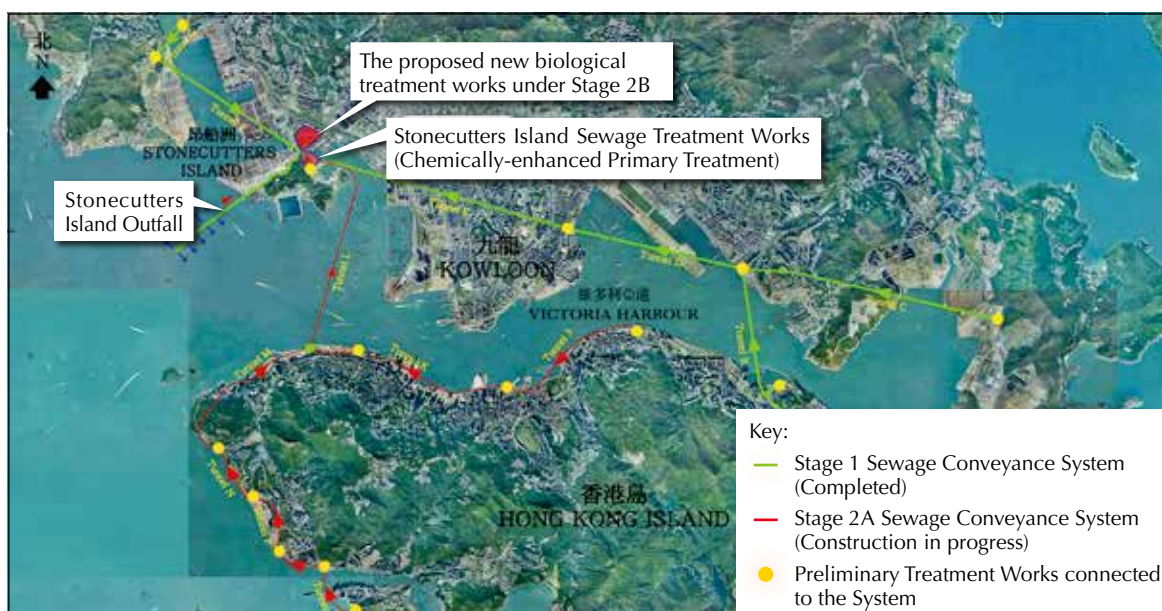 北
N
The proposed new biological
treatment works under Stage 2B
Stonecutters Island Sewage Treatment Works
(Chemically-enhanced Primary Treatment)
昂船洲
STONECUTTERS
ISLAND
Stonecutters
Island Outfall
九龍
KOWLOON
維多利亞港
VICTORIA HARBOUR
香港島
HONG KONG ISLAND
Key:
Stage 1 Sewage Conveyance System
(Completed)
Stage 2A Sewage Conveyance System
(Construction in progress)
Preliminary Treatment Works connected
to the System